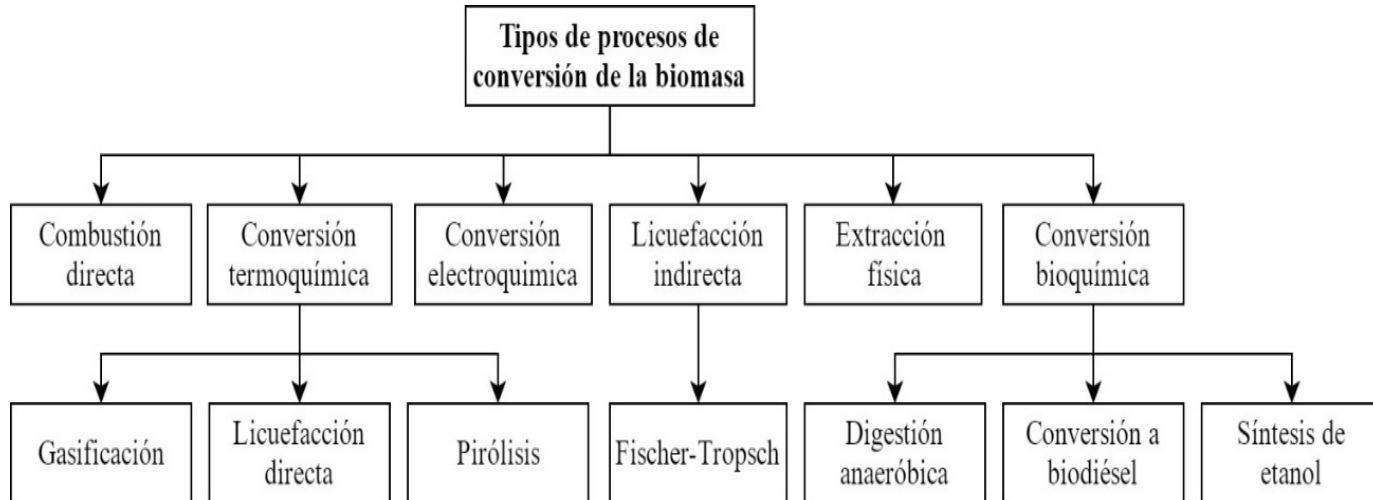 Tipos de procesos de
conversión de la biomasa
Combustión
directa
Conversión
termoquímica
Conversión
electroquimica
Licuefacción
indirecta
Extracción
física
Conversión
bioquímica
Gasificación
Licuefacción
directa
Pirólisis
Fischer-Tropsch
Digestión
anaeróbica
Conversión a
biodiésel
Síntesis de
etanol